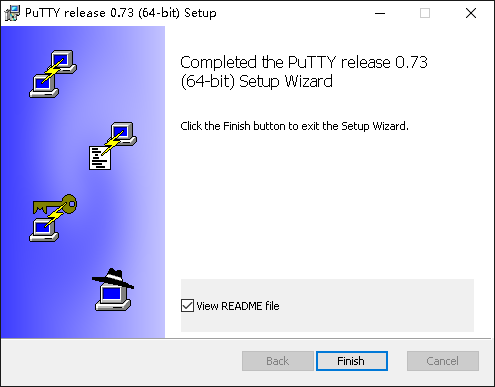 PuTTY release 0.73 (64-bit) Setup
Completed the PuTTY release 0.73
(64-bit) Setup Wizard
Click the Finish button to exit the Setup Wizard.
View README file
Back
Finish
Cancel